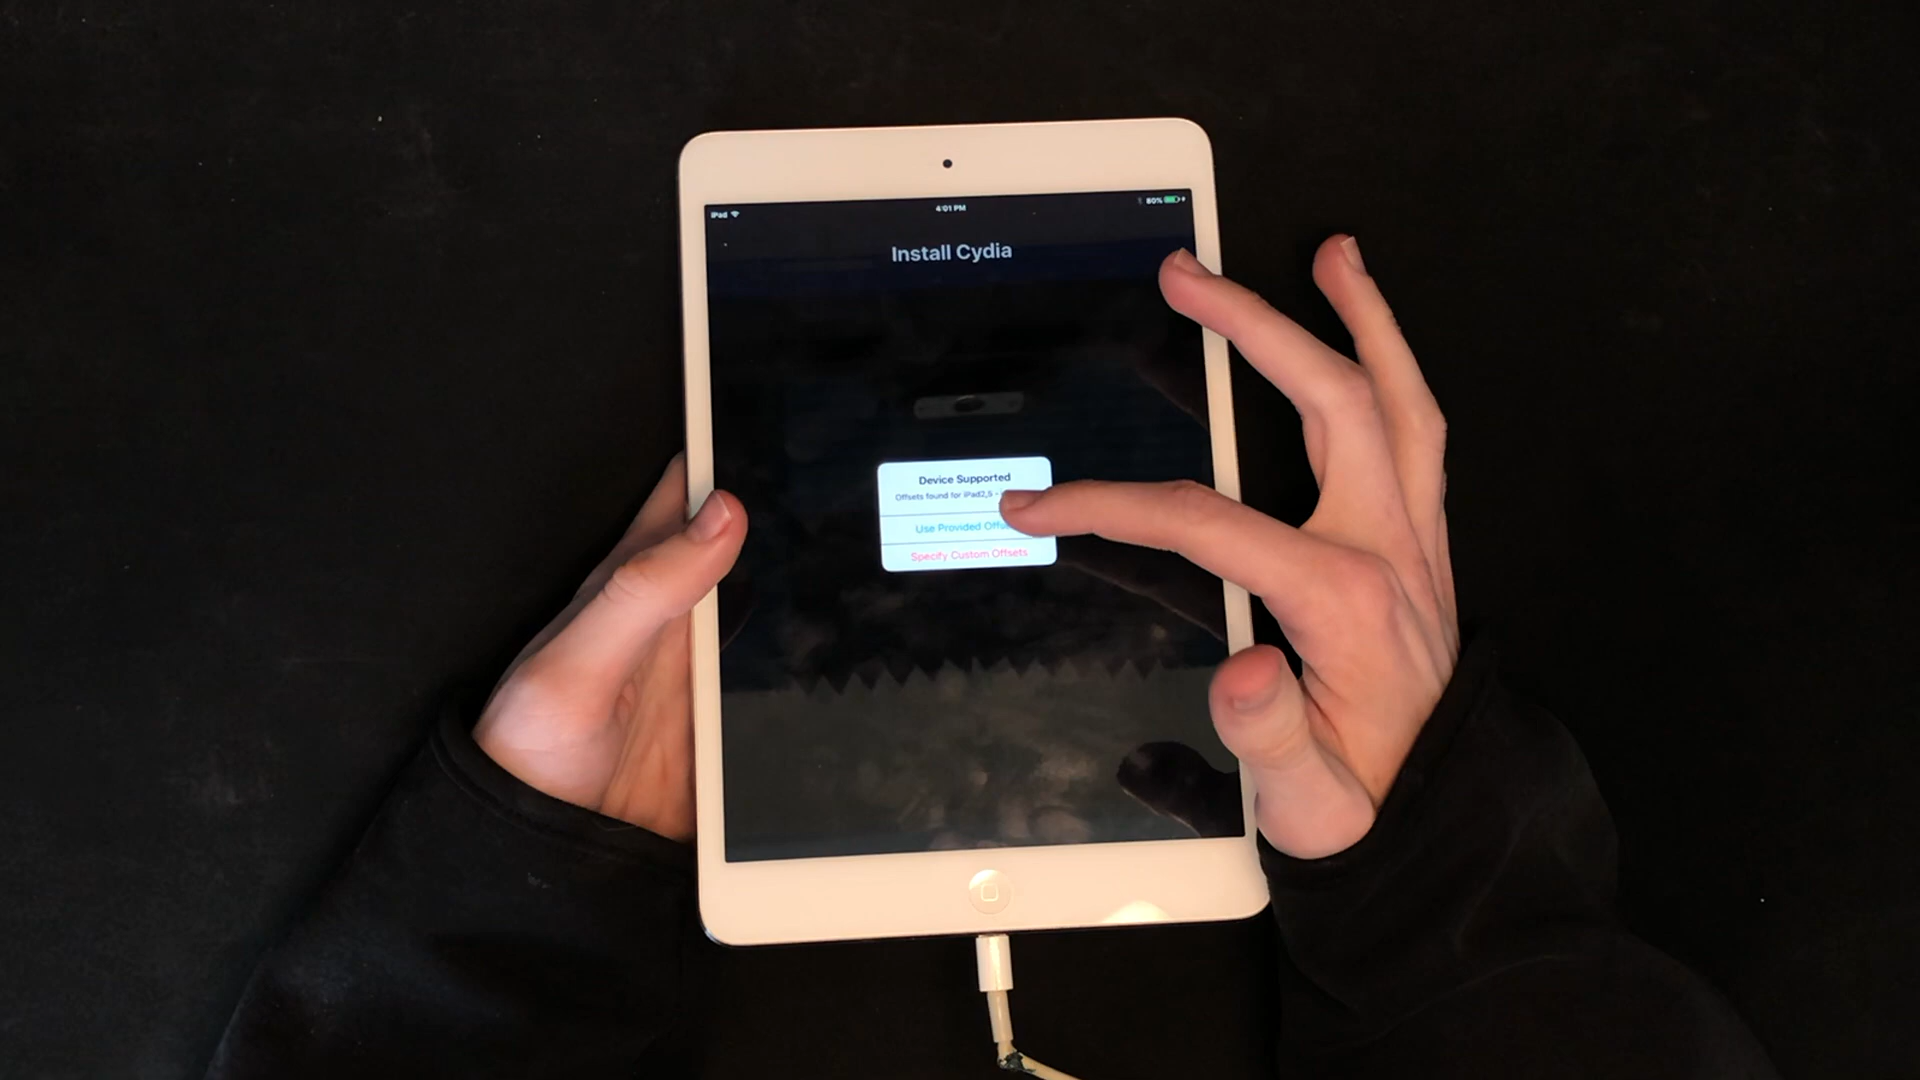 iPad
4:01 PM
80%
Install Cydia
Device Supported
Offsets found for iPad2,5 -
Use Provided
Specify Custom Offsets